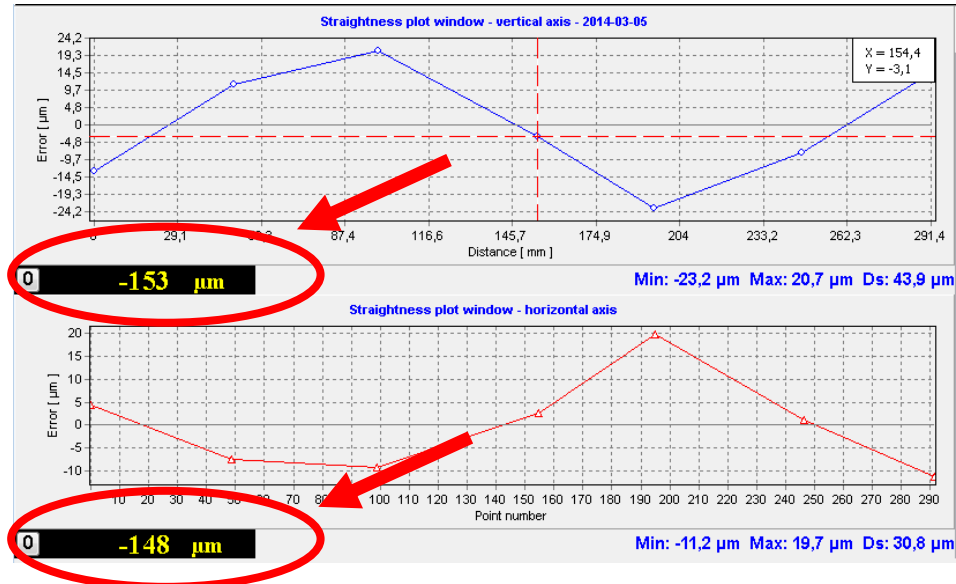 Straightness plot window - vertical axis - 2014-03-05
24,2
19,3
14,5
9,7
4,8
0
-4,8
-9,7
-14,5
-19,3
-24,2
Error [ µm ]
X = 154,4
Y = -3,1
0 29,1 87,4 116,6 145,7 174,9 204 233,2 262,3 291,4
Distance [ mm ]
0 -153 µm
Min: -23,2 µm Max: 20,7 µm Ds: 43,9 µm
Straightness plot window - horizontal axis
20
15
10
5
0
-5
-10
Error [ µm ]
10 20 30 40 50 60 70 80 100 110 120 130 140 150 160 170 180 190 200 210 220 230 240 250 260 270 280 290
Point number
0 -148 µm
Min: -11,2 µm Max: 19,7 µm Ds: 30,8 µm